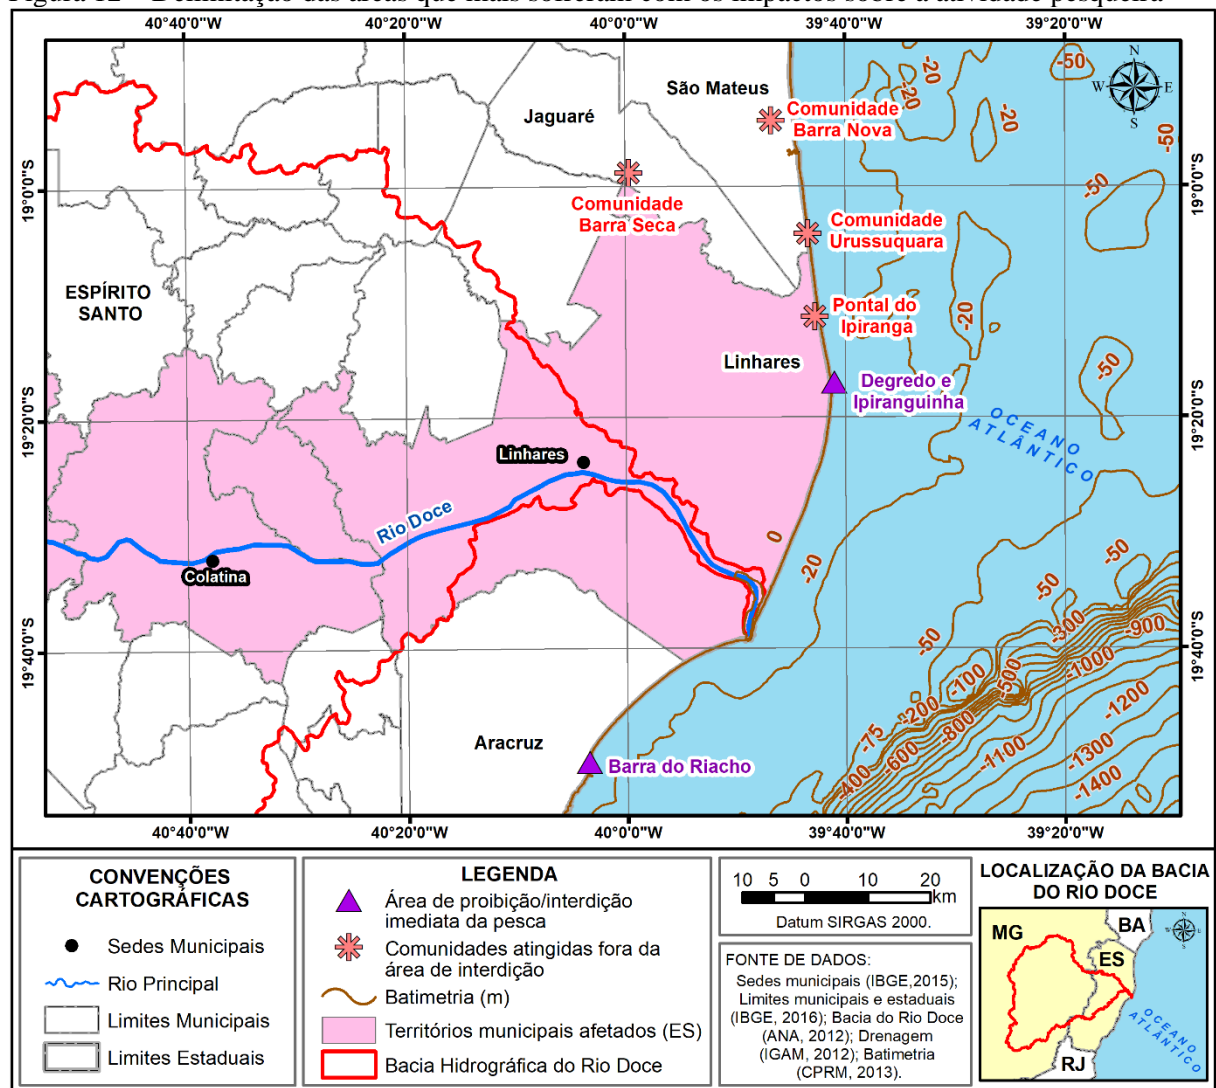 Figura 12 – Delimitação das áreas que mais sofreram com os impactos sobre a atividade pesqueira
40°40'0"W
40°20'0"W
40°0'0"W
39°40'0"W
39°20'0"W
19°0'0"S
19°20'0"S
19°40'0"S
19°0'0"S
19°20'0"S
19°40'0"S
São Mateus
Jaguaré
Comunidade
Barra Nova
Comunidade
Barra Seca
Comunidade
Urussuquara
ESPÍRITO
SANTO
Pontal do
Ipiranga
Linhares
Degredo e
Ipiranguinha
OCEANO
ATLÂNTICO
Linhares
Rio Doce
Colatina
Aracruz
Barra do Riacho
N
W
E
S
-50
-20
-20
-20
-50
-50
-20
-50
0
-20
-50
-50
-50
-300
-900
-100
-500
-1000
-200
-1200
-75
-800
-600
-1100
-1300
-400
-1400
40°40'0"W
40°20'0"W
40°0'0"W
39°40'0"W
39°20'0"W
CONVENÇÕES
CARTOGRÁFICAS
Sedes Municipais
Rio Principal
Limites Municipais
Limites Estaduais
LEGENDA
Área de proibição/interdição
imediata da pesca
Comunidades atingidas fora da
área de interdição
Batimetria (m)
Territórios municipais afetados (ES)
Bacia Hidrográfica do Rio Doce
10 5 0 10 20
km
Datum SIRGAS 2000.
FONTE DE DADOS:
Sedes municipais (IBGE,2015);
Limites municipais e estaduais
(IBGE, 2016); Bacia do Rio Doce
(ANA, 2012); Drenagem
(IGAM, 2012); Batimetria
(CPRM, 2013).
LOCALIZAÇÃO DA BACIA
DO RIO DOCE
MG
BA
ES
RJ
OCEANO
ATLÂNTICO
N
W
E
S